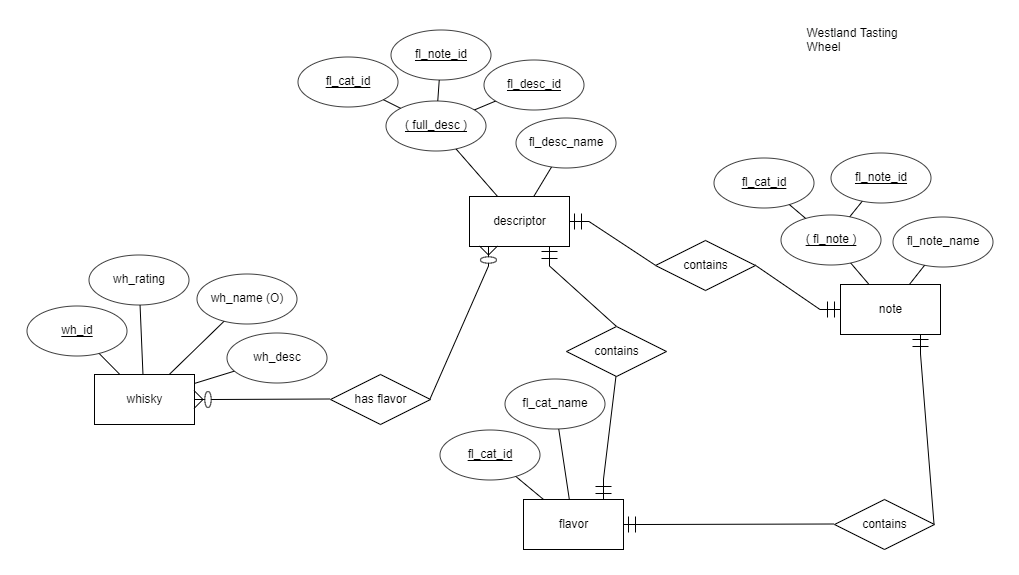 Westland Tasting
Wheel
fl_note_id
fl_cat_id
fl_desc_id
( full_desc )
fl_desc_name
fl_cat_id
fl_note_id
descriptor
( fl_note )
fl_note_name
contains
wh_rating
wh_name (O)
note
wh_id
contains
wh_desc
whisky
has flavor
fl_cat_name
fl_cat_id
flavor
contains